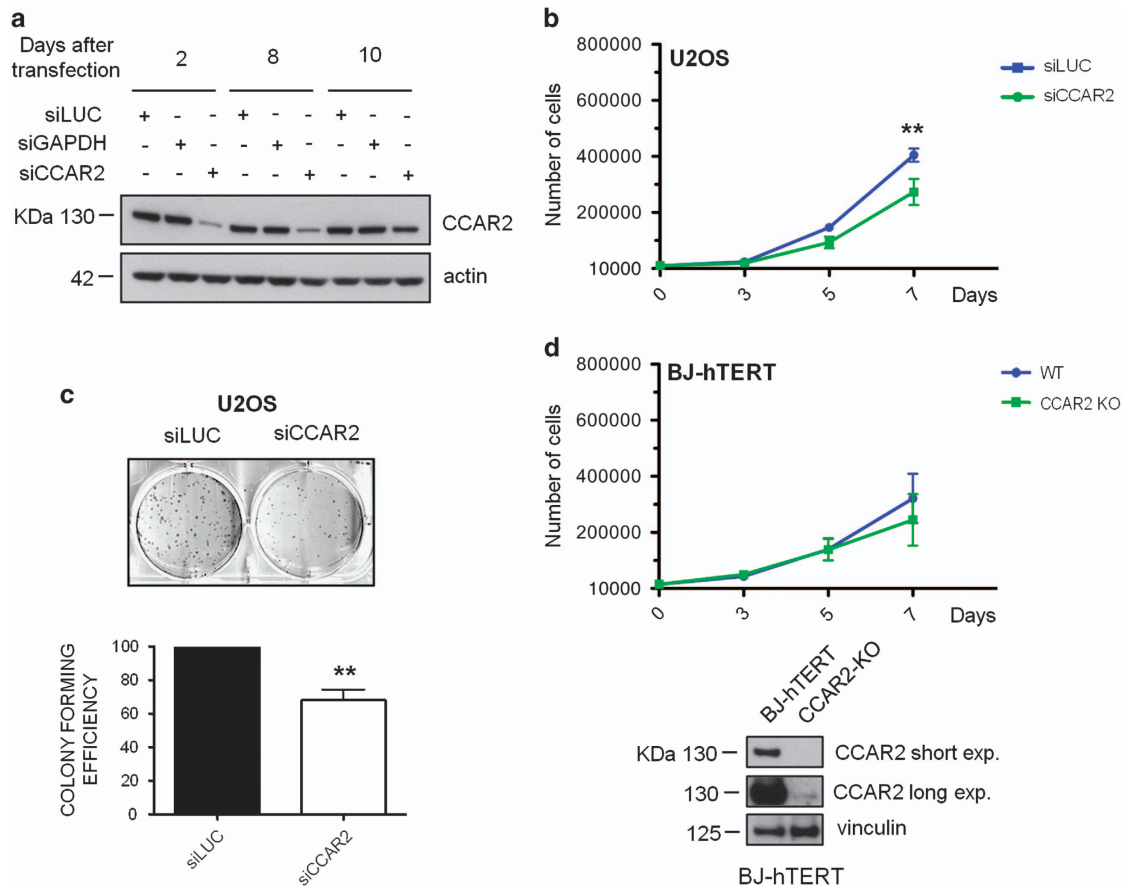 a
Days after
transfection
2 8 10
siLUC + - - + - - + - -
siGAPDH - + - - + - - + -
siCCAR2 - - + - - + - - +
KDa 130
CCAR2
42
actin
b
U2OS
Number of cells
800000
600000
400000
200000
10000
**
siLUC
siCCAR2
0 3 5 7 Days
c
U2OS
siLUC siCCAR2
COLONY FORMING
EFFICIENCY
100
80
60
40
20
0
**
siLUC siCCAR2
d
BJ-hTERT
Number of cells
800000
600000
400000
200000
10000
WT
CCAR2 KO
0 3 5 7 Days
BJ-hTERT CCAR2-KO
KDa 130 CCAR2 short exp.
130 CCAR2 long exp.
125 vinculin
BJ-hTERT